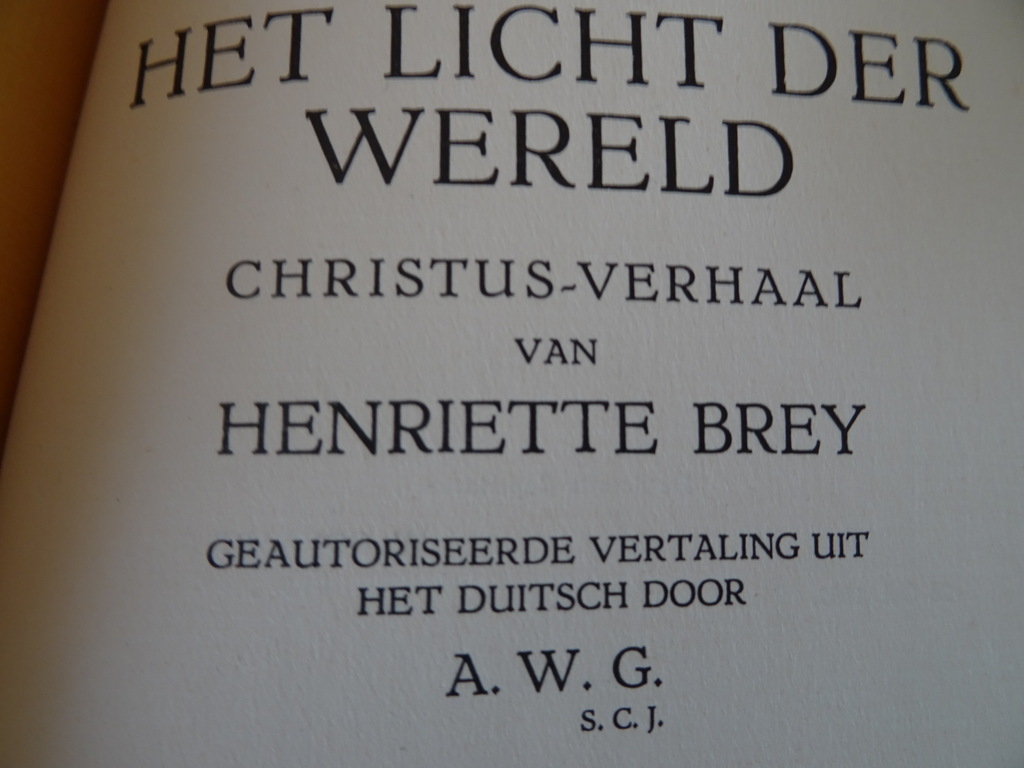 HET LICHT DER
WERELD
CHRISTUS-VERHAAL
VAN
HENRIETTE BREY
GEAUTORISEERDE VERTALING UIT
HET DUITSCH DOOR
A. W. G.
S. C. J.